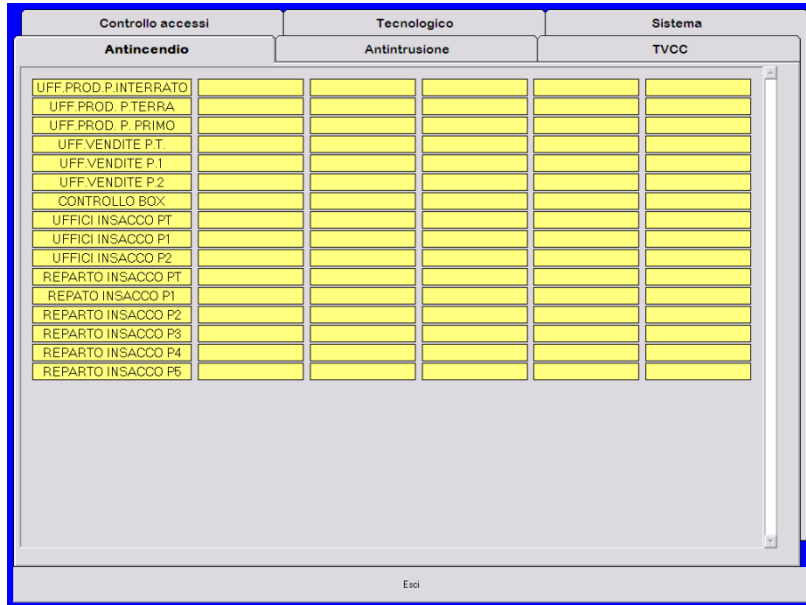 Controllo accessi
Tecnologico
Sistema
Antincendio
Antintrusione
TVCC
UFF.PROD.P.INTERRATO
UFF.PROD. P.TERRA
UFF.PROD. P. PRIMO
UFF.VENDITE P.T.
UFF.VENDITE P.1
UFF.VENDITE P.2
CONTROLLO BOX
UFFICI INSACCO PT
UFFICI INSACCO P1
UFFICI INSACCO P2
REPARTO INSACCO PT
REPATO INSACCO P1
REPARTO INSACCO P2
REPARTO INSACCO P3
REPARTO INSACCO P4
REPARTO INSACCO P5
Esci